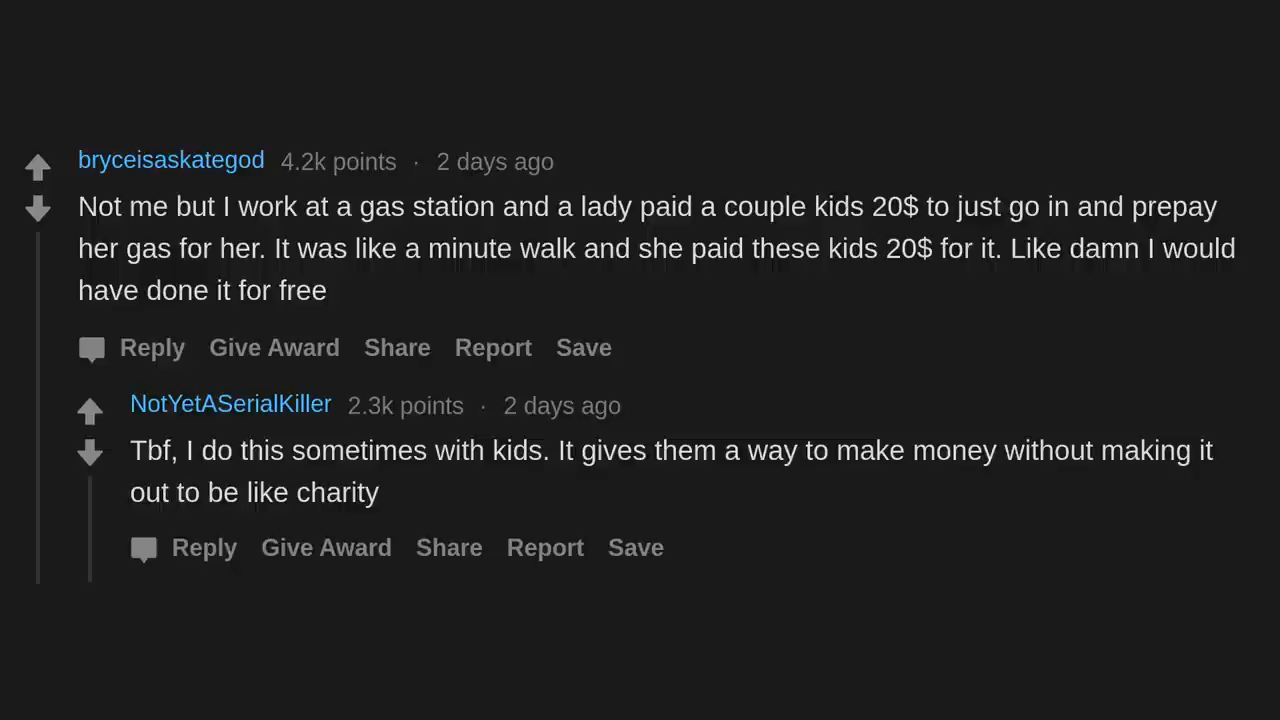 bryceisaskategod 4.2k points · 2 days ago
Not me but I work at a gas station and a lady paid a couple kids 20$ to just go in and prepay
her gas for her. It was like a minute walk and she paid these kids 20$ for it. Like damn I would
have done it for free
Reply Give Award Share Report Save
NotYetASerialKiller 2.3k points · 2 days ago
Tbf, I do this sometimes with kids. It gives them a way to make money without making it
out to be like charity
Reply Give Award Share Report Save